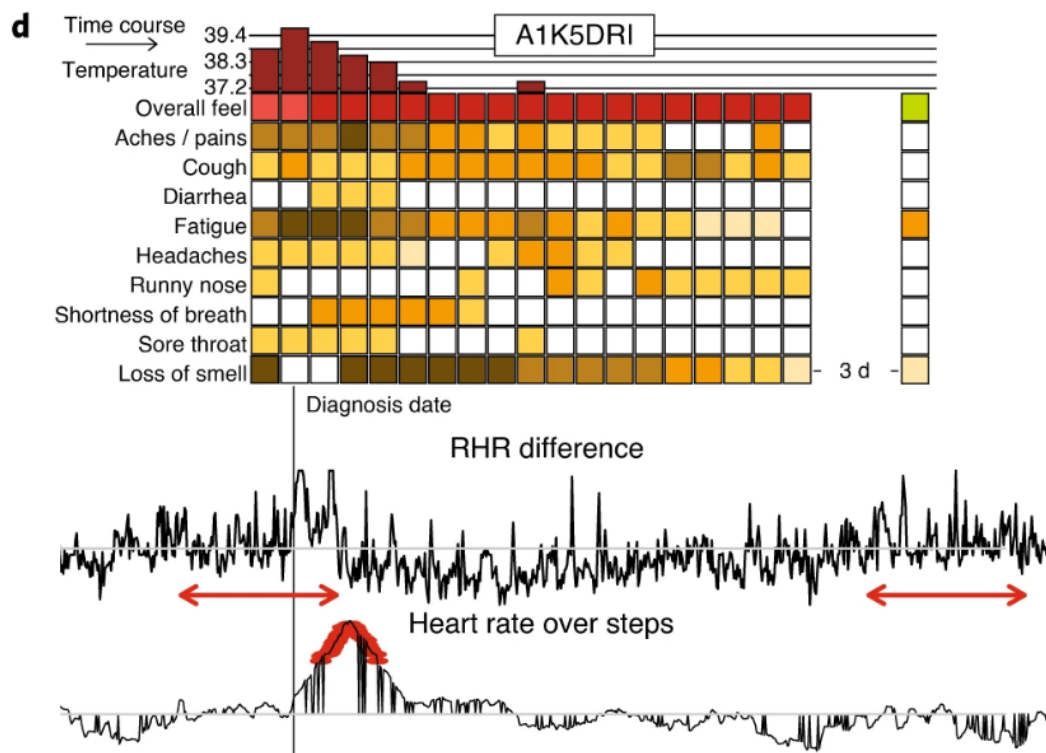 d
Time course
A1K5DRI
39.4
38.3
Temperature
37.2
Overall feel
Aches / pains
Cough
Diarrhea
Fatigue
Headaches
Runny nose
Shortness of breath
Sore throat
Loss of smell
3 d
Diagnosis date
RHR difference
Heart rate over steps